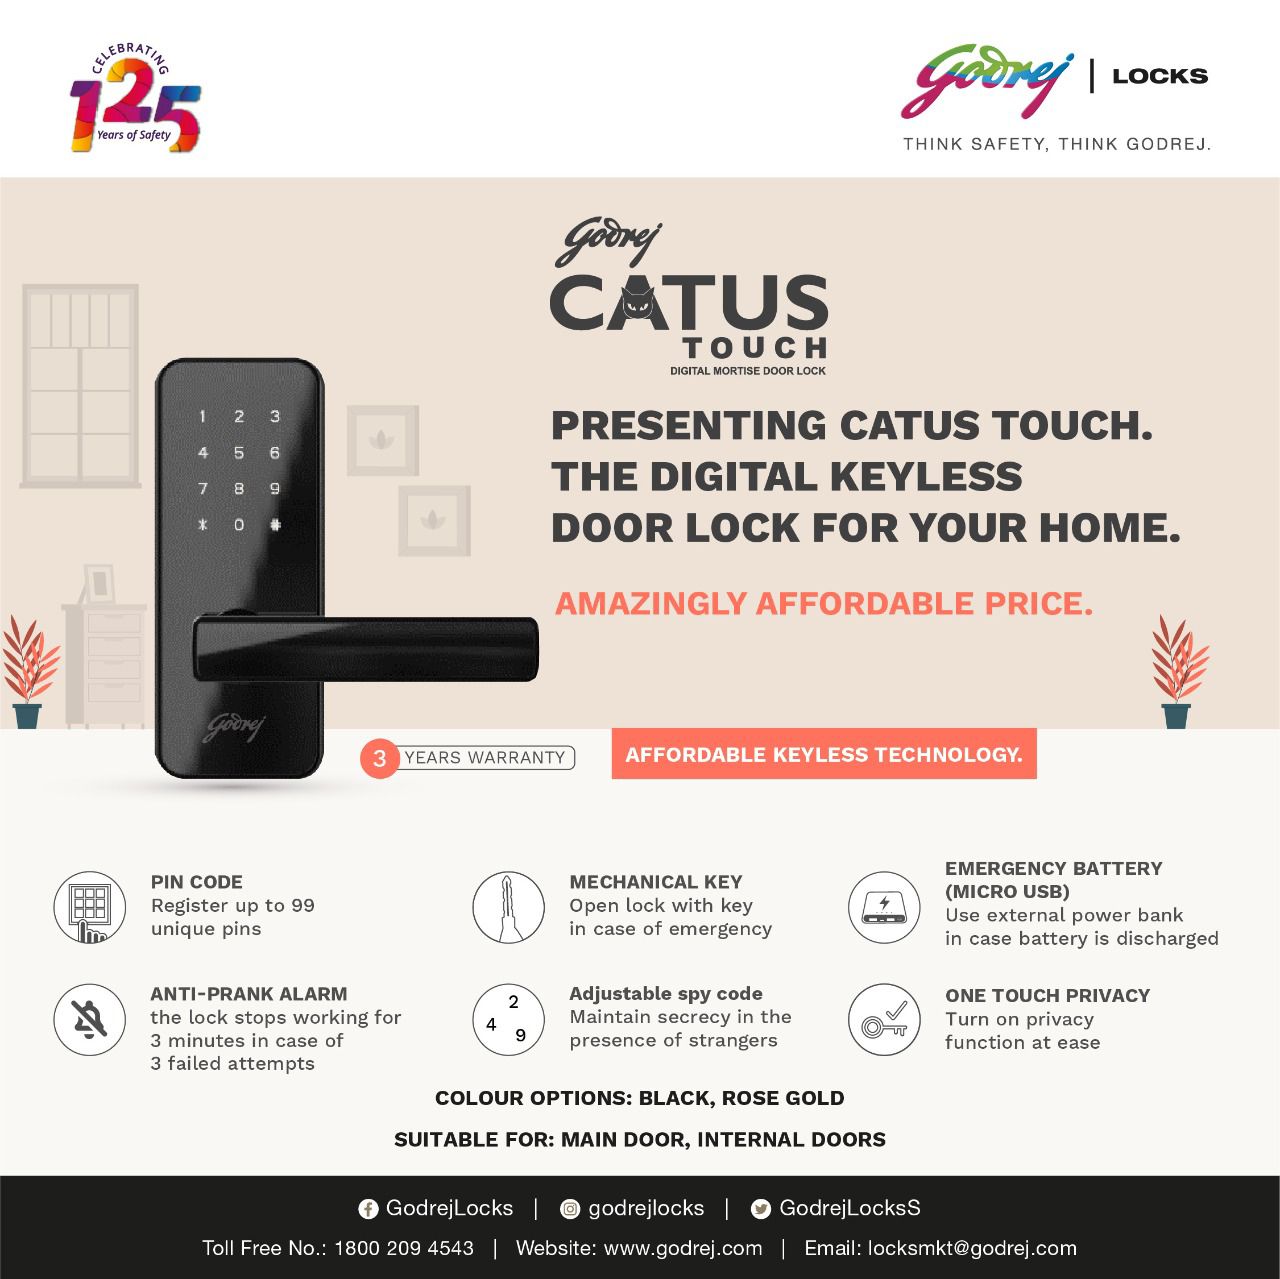 CELEBRATING
125
Years of Safety
Godrej | LOCKS
THINK SAFETY, THINK GODREJ.
Godrej
CATUS
TOUCH
DIGITAL MORTISE DOOR LOCK
1 2 3
4 5 6
7 8 9
* 0 #
Godrej
PRESENTING CATUS TOUCH.
THE DIGITAL KEYLESS
DOOR LOCK FOR YOUR HOME.
AMAZINGLY AFFORDABLE PRICE.
3 YEARS WARRANTY
AFFORDABLE KEYLESS TECHNOLOGY.
PIN CODE
Register up to 99
unique pins
MECHANICAL KEY
Open lock with key
in case of emergency
EMERGENCY BATTERY
(MICRO USB)
Use external power bank
in case battery is discharged
ANTI-PRANK ALARM
the lock stops working for
3 minutes in case of
3 failed attempts
2
4
9
Adjustable spy code
Maintain secrecy in the
presence of strangers
ONE TOUCH PRIVACY
Turn on privacy
function at ease
COLOUR OPTIONS: BLACK, ROSE GOLD
SUITABLE FOR: MAIN DOOR, INTERNAL DOORS
GodrejLocks | godrejlocks | GodrejLocksS
Toll Free No.: 1800 209 4543 | Website: www.godrej.com | Email: locksmkt@godrej.com